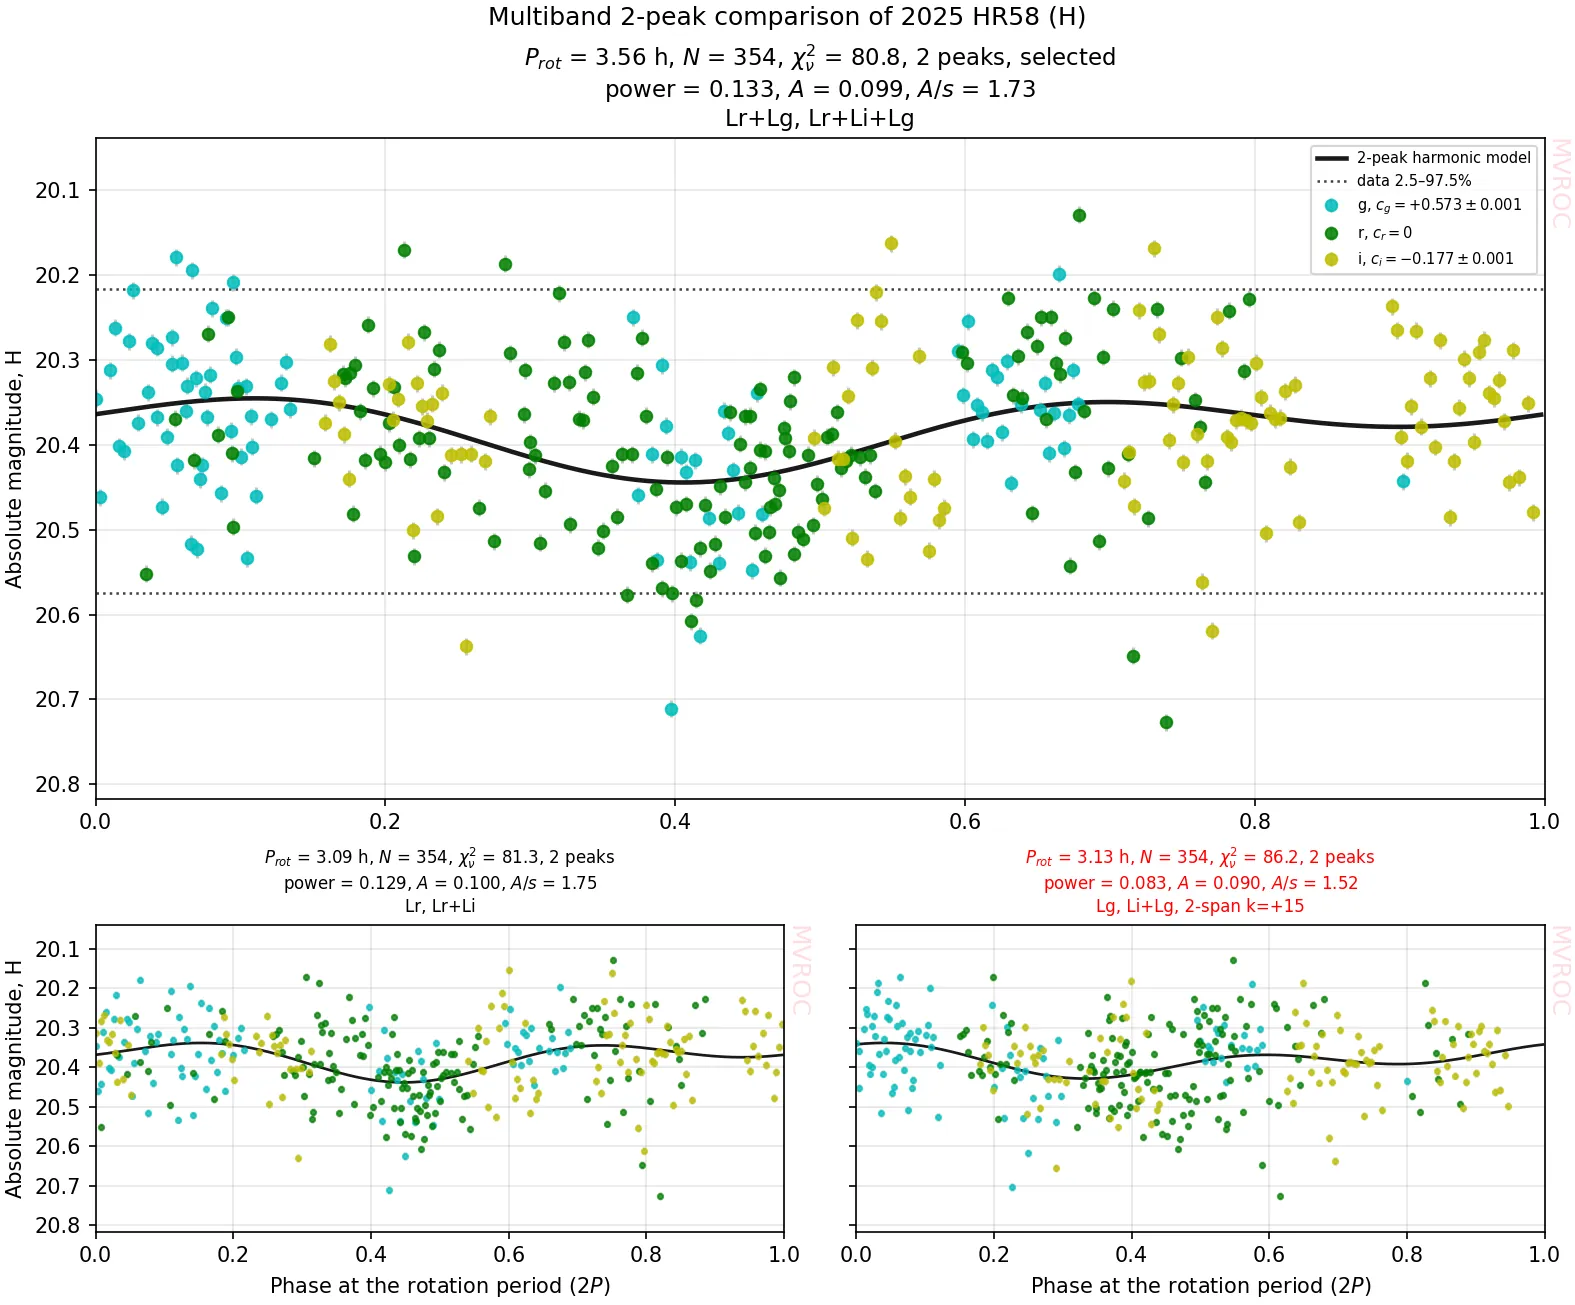 Multiband 2-peak comparison of 2025 HR58 (H)
P_rot = 3.56 h, N = 354, χ²_ν = 80.8, 2 peaks, selected
power = 0.133, A = 0.099, A/s = 1.73
Lr+Lg, Lr+Li+Lg
MVROC
2-peak harmonic model
data 2.5–97.5%
g, c_g = +0.573 ± 0.001
r, c_r = 0
i, c_i = −0.177 ± 0.001
Absolute magnitude, H
20.1
20.2
20.3
20.4
20.5
20.6
20.7
20.8
0.0 0.2 0.4 0.6 0.8 1.0
P_rot = 3.09 h, N = 354, χ²_ν = 81.3, 2 peaks
power = 0.129, A = 0.100, A/s = 1.75
Lr, Lr+Li
MVROC
Absolute magnitude, H
20.1
20.2
20.3
20.4
20.5
20.6
20.7
20.8
0.0 0.2 0.4 0.6 0.8 1.0
Phase at the rotation period (2P)
P_rot = 3.13 h, N = 354, χ²_ν = 86.2, 2 peaks
power = 0.083, A = 0.090, A/s = 1.52
Lg, Li+Lg, 2-span k=+15
MVROC
0.0 0.2 0.4 0.6 0.8 1.0
Phase at the rotation period (2P)